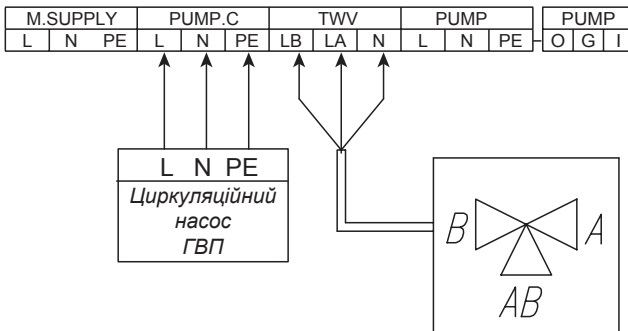 M.SUPPLY PUMP.C TWV PUMP PUMP
L N PE L N PE LB LA N L N PE O G I
L N PE
Циркуляційний
насос
ГВП
B A
AB